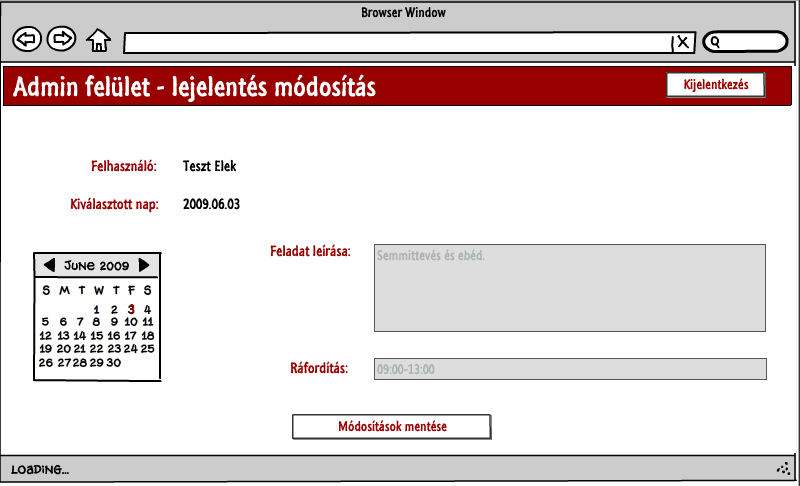 Browser Window
X
Admin felület - lejelentés módosítás
Kijelentkezés
Felhasználó: Teszt Elek
Kiválasztott nap: 2009.06.03
Feladat leírása: Semmittevés és ebéd.
JUNE 2009
S M T W T F S
1 2 3 4
5 6 7 8 9 10 11
12 13 14 15 16 17 18
19 20 21 22 23 24 25
26 27 28 29 30
Ráfordítás: 09:00-13:00
Módosítások mentése
LOADING...